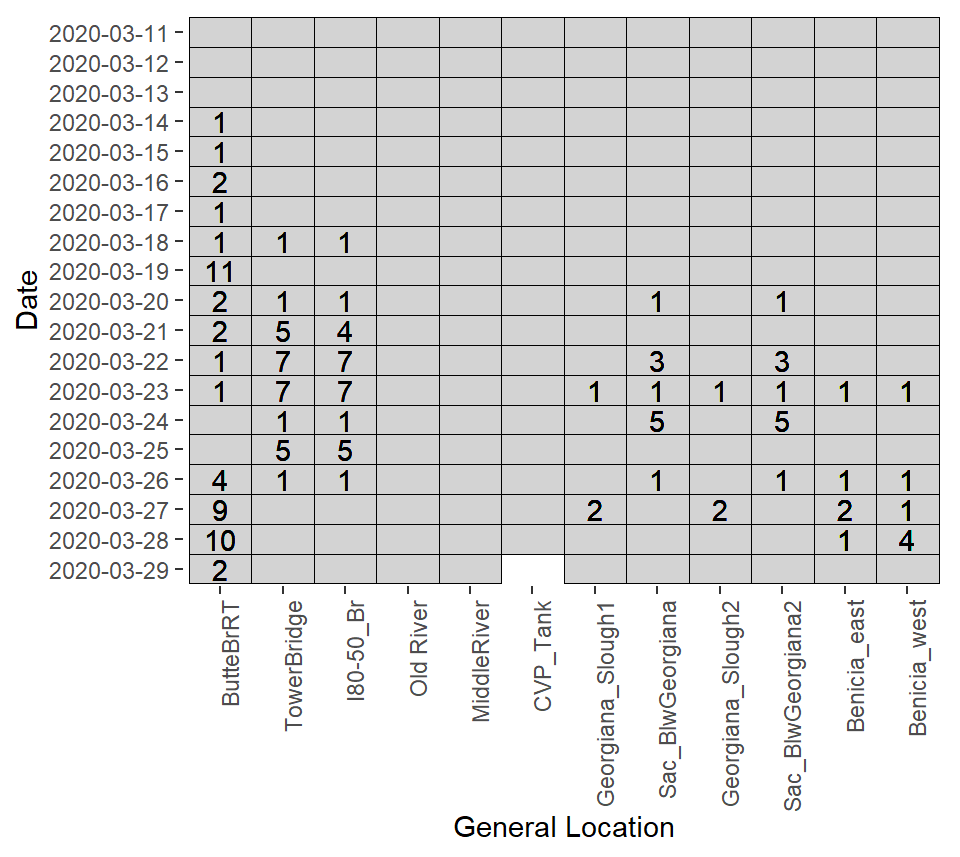 2020-03-11
2020-03-12
2020-03-13
2020-03-14 1
2020-03-15 1
2020-03-16 2
2020-03-17 1
2020-03-18 1 1 1
2020-03-19 11
2020-03-20 2 1 1 1 1
2020-03-21 2 5 4
2020-03-22 1 7 7 3 3
2020-03-23 1 7 7 1 1 1 1 1 1
2020-03-24 1 1 5 5
2020-03-25 5 5
2020-03-26 4 1 1 1 1 1 1
2020-03-27 9 2 2 2 1
2020-03-28 10 1 4
2020-03-29 2
Date
ButteBrRT
TowerBridge
I80-50_Br
Old River
MiddleRiver
CVP_Tank
Georgiana_Slough1
Sac_BlwGeorgiana
Georgiana_Slough2
Sac_BlwGeorgiana2
Benicia_east
Benicia_west
General Location